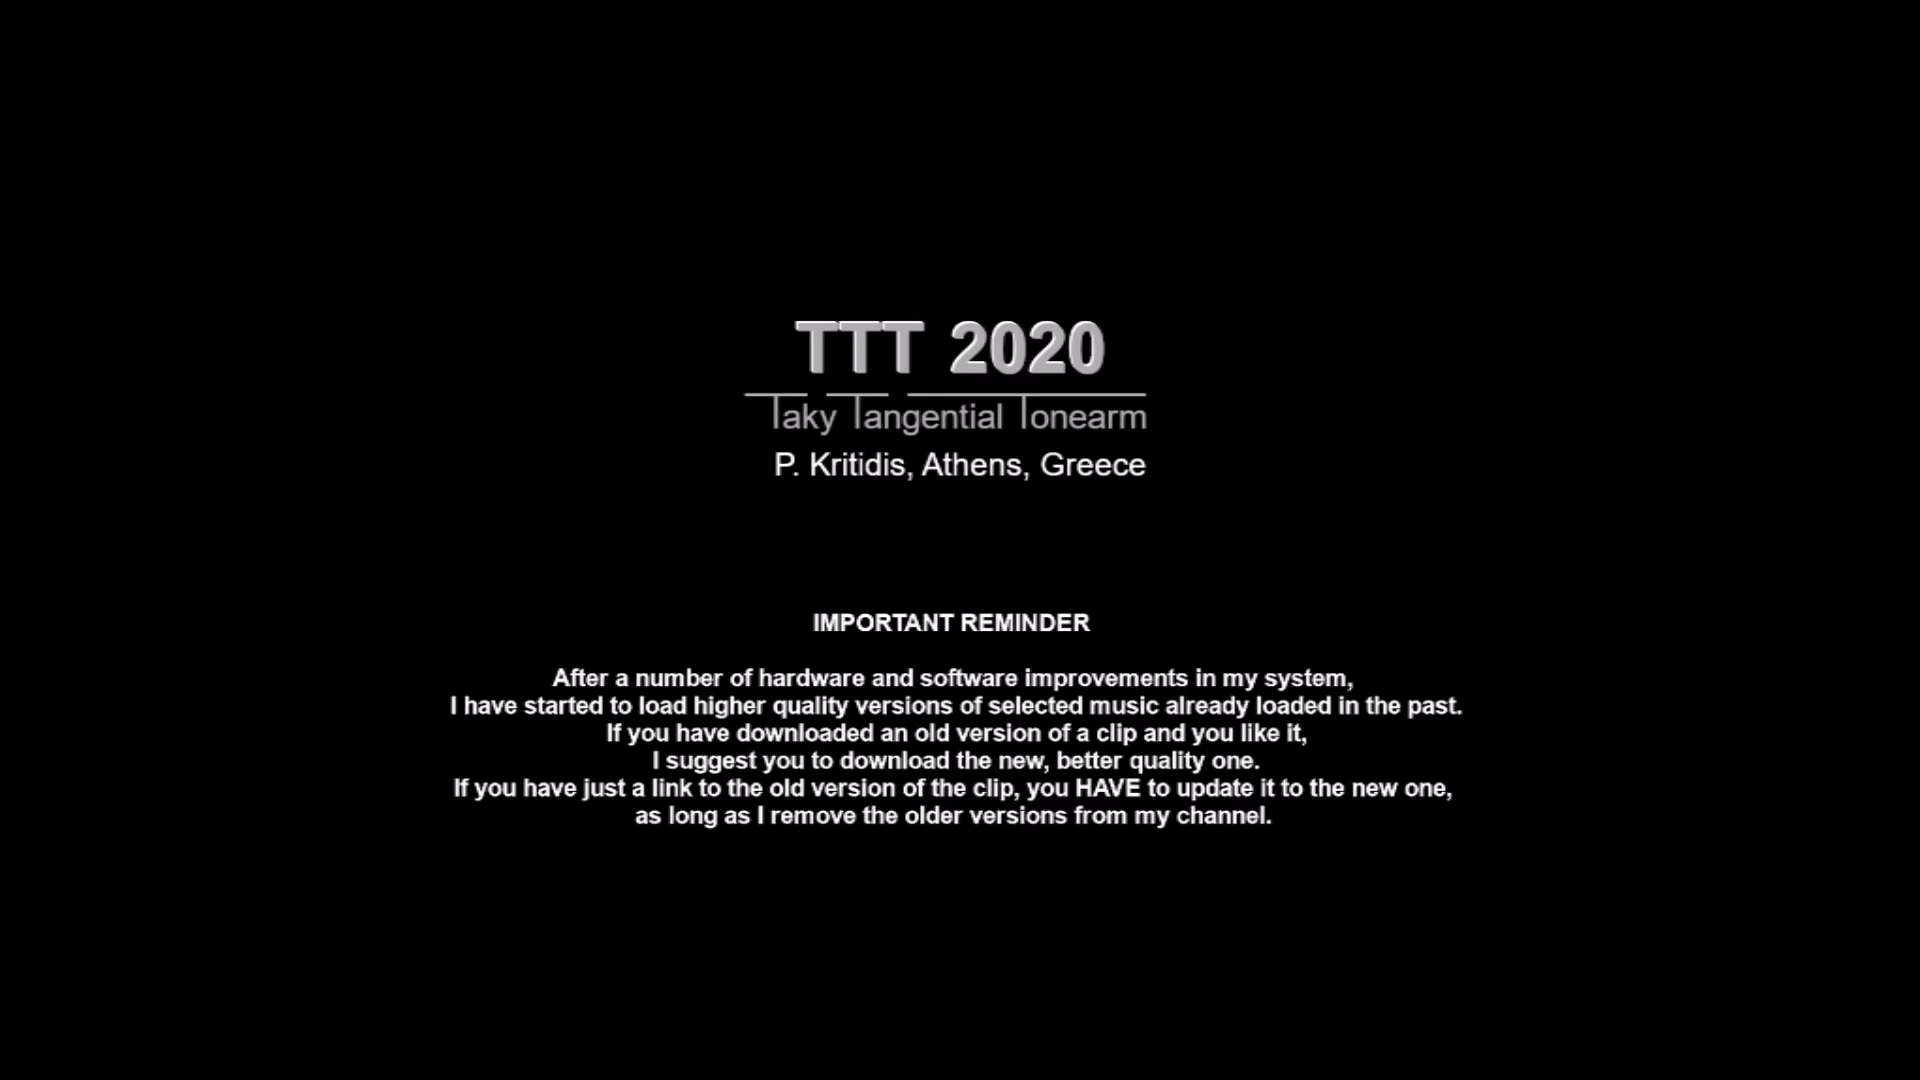 TTT 2020
Taky Tangential Tonearm
P. Kritidis, Athens, Greece
IMPORTANT REMINDER
After a number of hardware and software improvements in my system,
I have started to load higher quality versions of selected music already loaded in the past.
If you have downloaded an old version of a clip and you like it,
I suggest you to download the new, better quality one.
If you have just a link to the old version of the clip, you HAVE to update it to the new one,
as long as I remove the older versions from my channel.